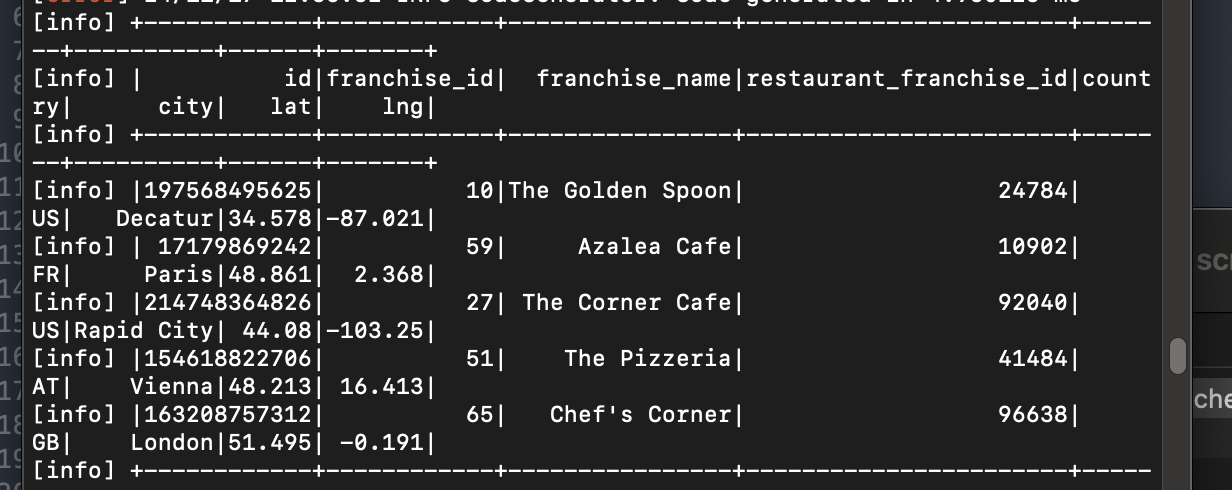 [info] +------------+------------+----------------+-----------------------+-----
--+----------+------+-------+
[info] |          id|franchise_id|  franchise_name|restaurant_franchise_id|count
ry|      city|   lat|    lng|
[info] +------------+------------+----------------+-----------------------+-----
--+----------+------+-------+
[info] |197568495625|          10|The Golden Spoon|                  24784|
US|   Decatur|34.578|-87.021|
[info] | 17179869242|          59|     Azalea Cafe|                  10902|
FR|     Paris|48.861|  2.368|
[info] |214748364826|          27| The Corner Cafe|                  92040|
US|Rapid City| 44.08|-103.25|
[info] |154618822706|          51|    The Pizzeria|                  41484|
AT|    Vienna|48.213| 16.413|
[info] |163208757312|          65|   Chef's Corner|                  96638|
GB|    London|51.495| -0.191|
[info] +------------+------------+----------------+-----------------------+-----